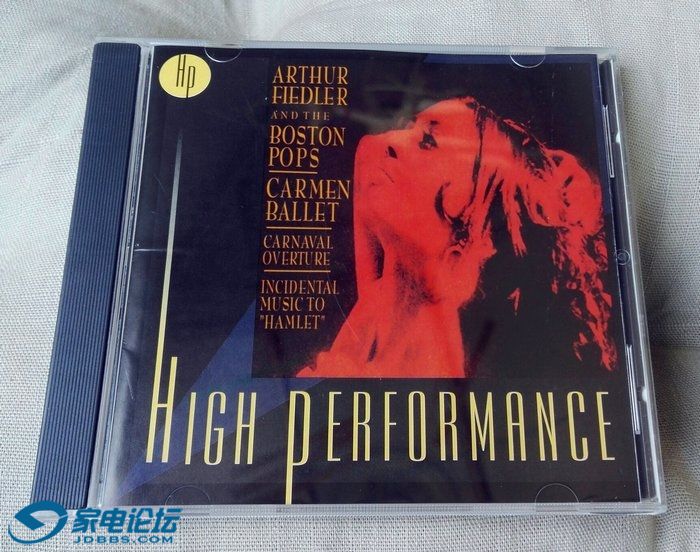 Hp
ARTHUR
FIEDLER
AND THE
BOSTON
POPS
CARMEN
BALLET
CARNAVAL
OVERTURE
INCIDENTAL
MUSIC TO
"HAMLET"
HIGH PERFORMANCE
家电论坛
JDBBS.COM